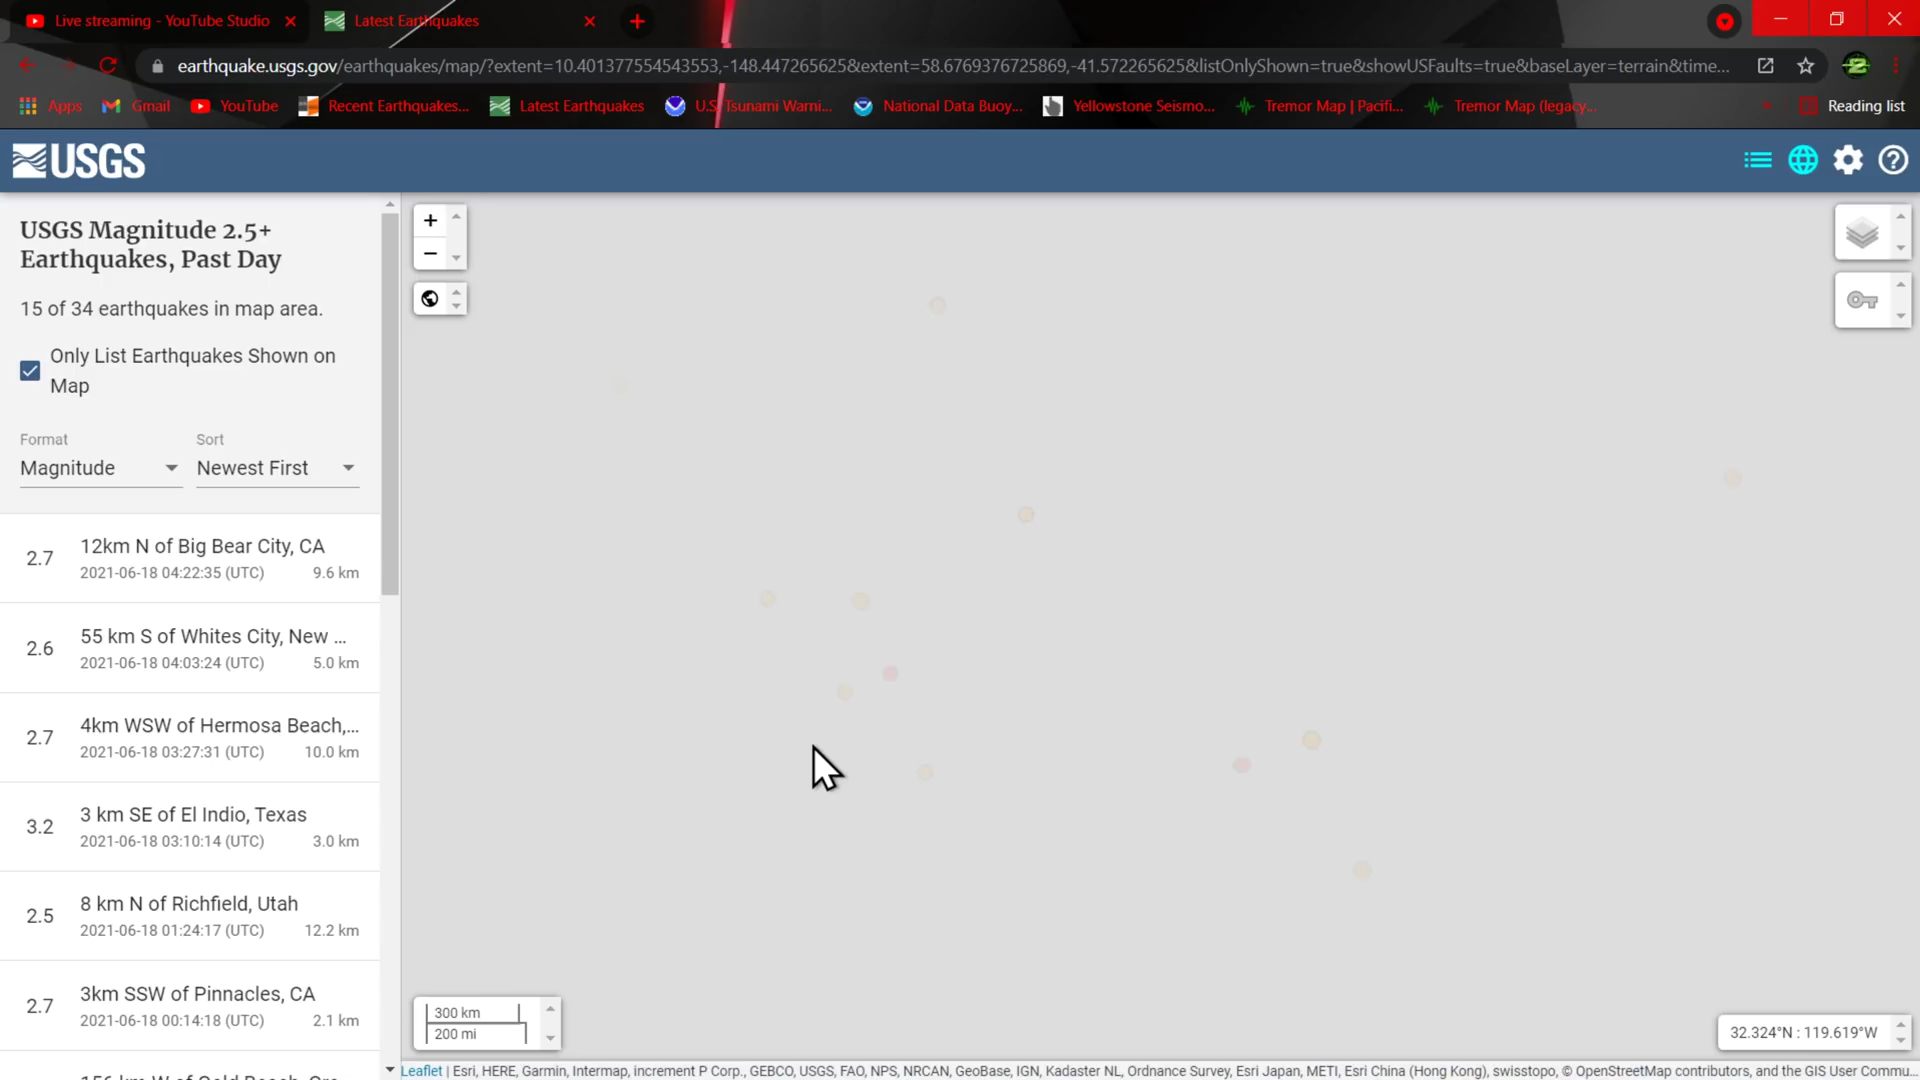 Live streaming - YouTube Studio
Latest Earthquakes
earthquake.usgs.gov/earthquakes/map/?extent=10.401377554543553,-148.447265625&extent=58.6769376725869,-41.572265625&listOnlyShown=true&showUSFaults=true&baseLayer=terrain&time...
Apps
Gmail
YouTube
Recent Earthquakes...
Latest Earthquakes
U.S. Tsunami Warni...
National Data Buoy...
Yellowstone Seismo...
Tremor Map | Pacifi...
Tremor Map (legacy...
Reading list
USGS
USGS Magnitude 2.5+
Earthquakes, Past Day
15 of 34 earthquakes in map area.
Only List Earthquakes Shown on
Map
Format
Sort
Magnitude
Newest First
2.7
12km N of Big Bear City, CA
2021-06-18 04:22:35 (UTC) 9.6 km
2.6
55 km S of Whites City, New ...
2021-06-18 04:03:24 (UTC) 5.0 km
2.7
4km WSW of Hermosa Beach,...
2021-06-18 03:27:31 (UTC) 10.0 km
3.2
3 km SE of El Indio, Texas
2021-06-18 03:10:14 (UTC) 3.0 km
2.5
8 km N of Richfield, Utah
2021-06-18 01:24:17 (UTC) 12.2 km
2.7
3km SSW of Pinnacles, CA
2021-06-18 00:14:18 (UTC) 2.1 km
300 km
200 mi
32.324°N : 119.619°W
Leaflet | Esri, HERE, Garmin, Intermap, increment P Corp., GEBCO, USGS, FAO, NPS, NRCAN, GeoBase, IGN, Kadaster NL, Ordnance Survey, Esri Japan, METI, Esri China (Hong Kong), swisstopo, © OpenStreetMap contributors, and the GIS User Commu...